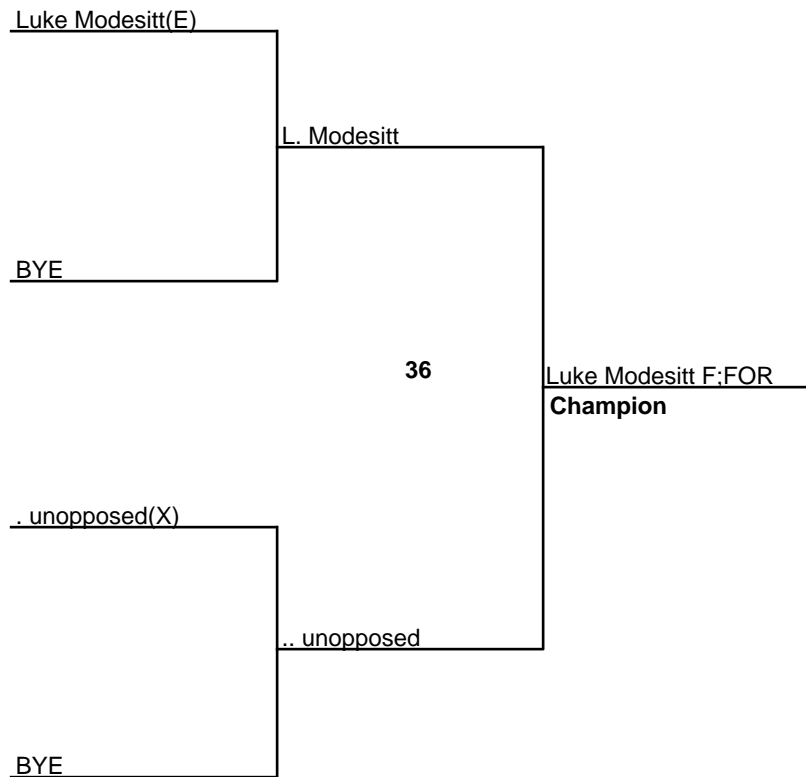 Luke Modesitt(E)
L. Modesitt
BYE
36
Luke Modesitt F;FOR
Champion
. unopposed(X)
.. unopposed
BYE